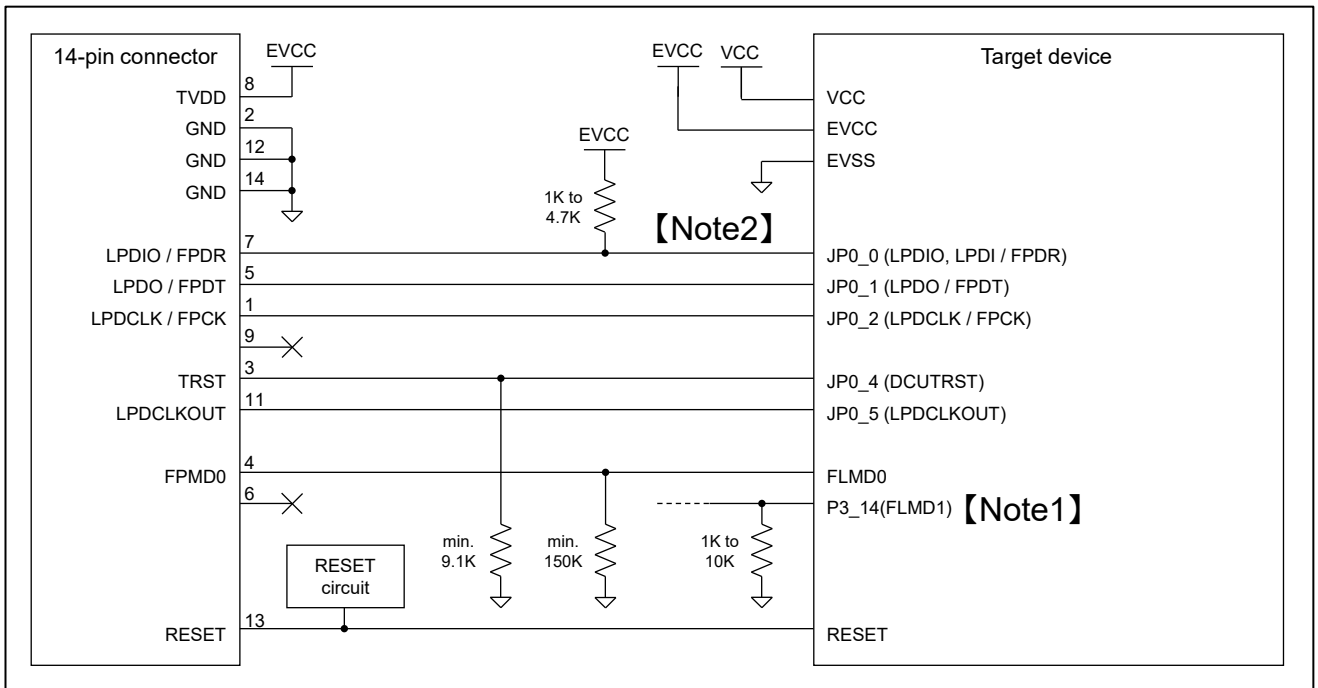 14-pin connector
EVCC
EVCC
VCC
Target device
TVDD
8
VCC
GND
2
EVCC
GND
12
EVCC
EVSS
GND
14
1K to
4.7K
【Note2】
LPDIO / FPDR
7
JP0_0 (LPDIO, LPDI / FPDR)
LPDO / FPDT
5
JP0_1 (LPDO / FPDT)
LPDCLK / FPCK
1
JP0_2 (LPDCLK / FPCK)
9
TRST
3
JP0_4 (DCUTRST)
LPDCLKOUT
11
JP0_5 (LPDCLKOUT)
FPMD0
4
FLMD0
6
P3_14(FLMD1)【Note1】
min.
9.1K
min.
150K
1K to
10K
RESET
circuit
RESET
13
RESET